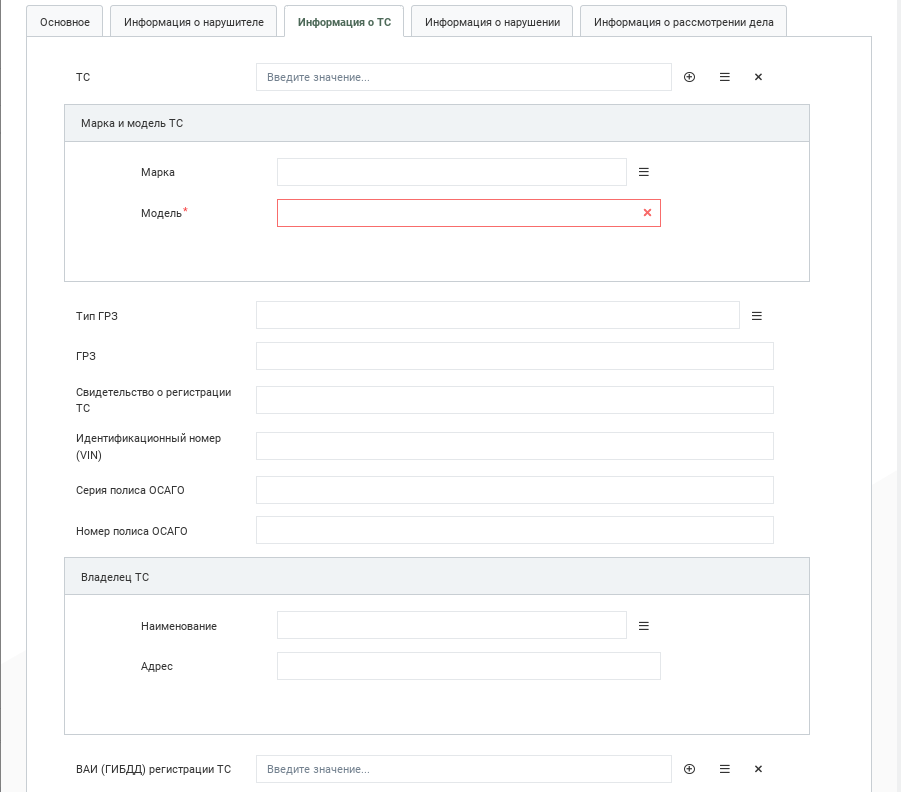 Основное Информация о нарушителе Информация о ТС Информация о нарушении Информация о рассмотрении дела
ТС Введите значение...
Марка и модель ТС
Марка
Модель*
Тип ГРЗ
ГРЗ
Свидетельство о регистрации
ТС
Идентификационный номер
(VIN)
Серия полиса ОСАГО
Номер полиса ОСАГО
Владелец ТС
Наименование
Адрес
ВАИ (ГИБДД) регистрации ТС Введите значение...